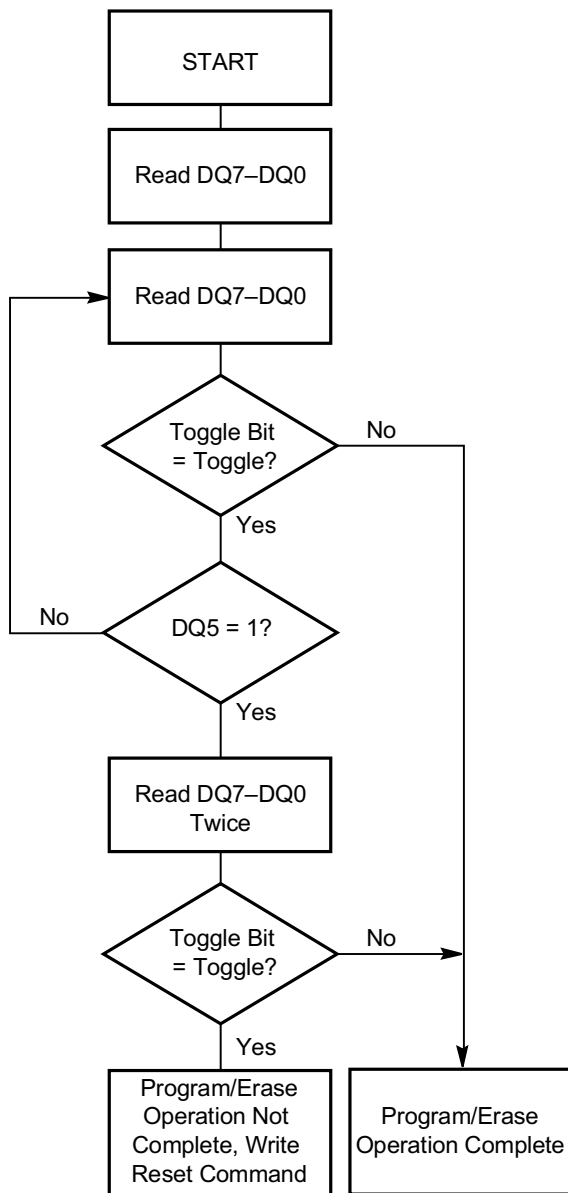 START
Read DQ7–DQ0
Read DQ7–DQ0
Toggle Bit
= Toggle?
No
Yes
No
DQ5 = 1?
Yes
Read DQ7–DQ0
Twice
Toggle Bit
= Toggle?
No
Yes
Program/Erase
Operation Not
Complete, Write
Reset Command
Program/Erase
Operation Complete